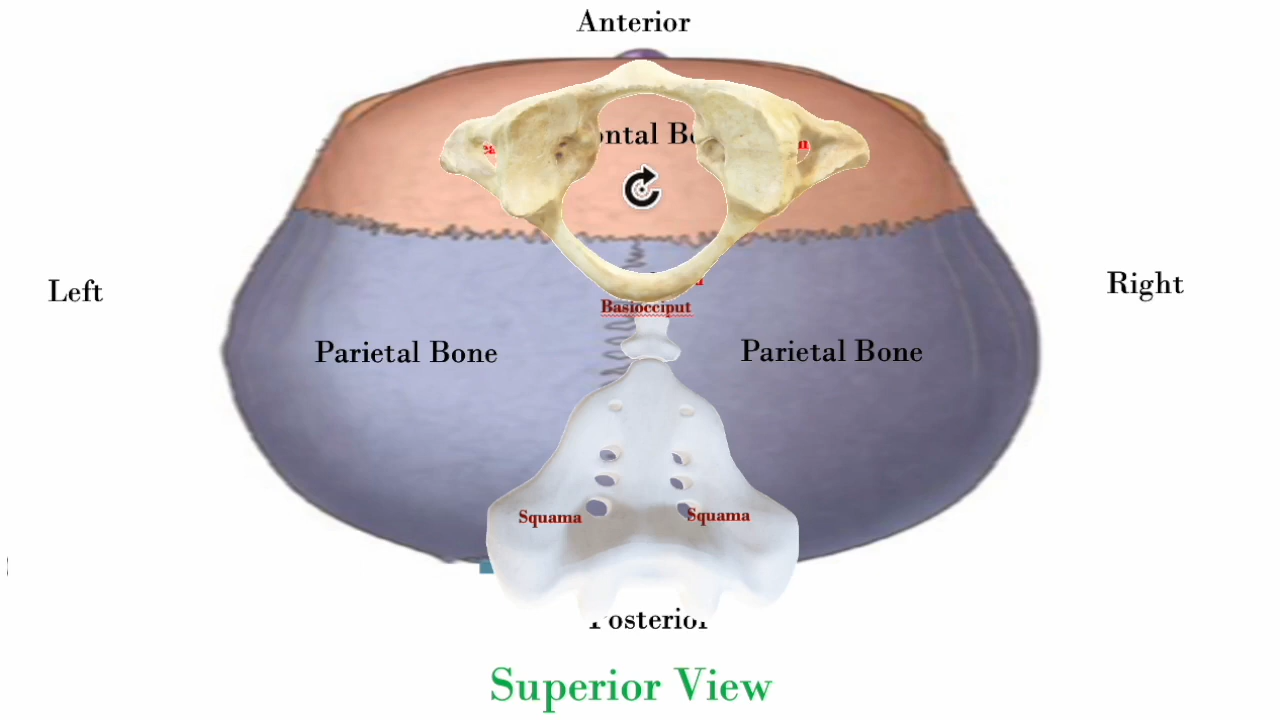 Anterior
Left
Right
Basiocciput
Parietal Bone
Parietal Bone
Squama
Squama
Superior View